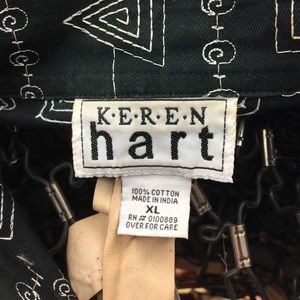 K·E·R·E·N
hart
100% COTTON
MADE IN INDIA
XL
RN# 0100889
OVER FOR CARE